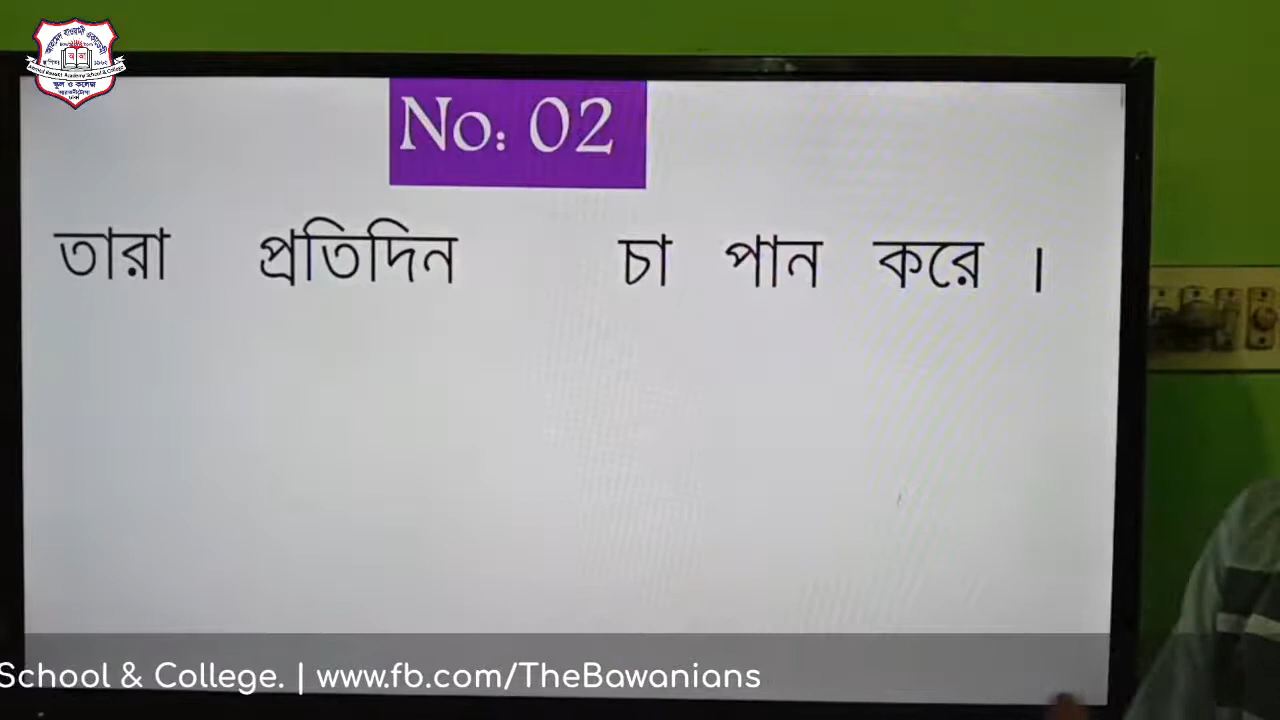 No: 02
তারা প্রতিদিন চা পান করে ।
School & College. | www.fb.com/TheBawanians